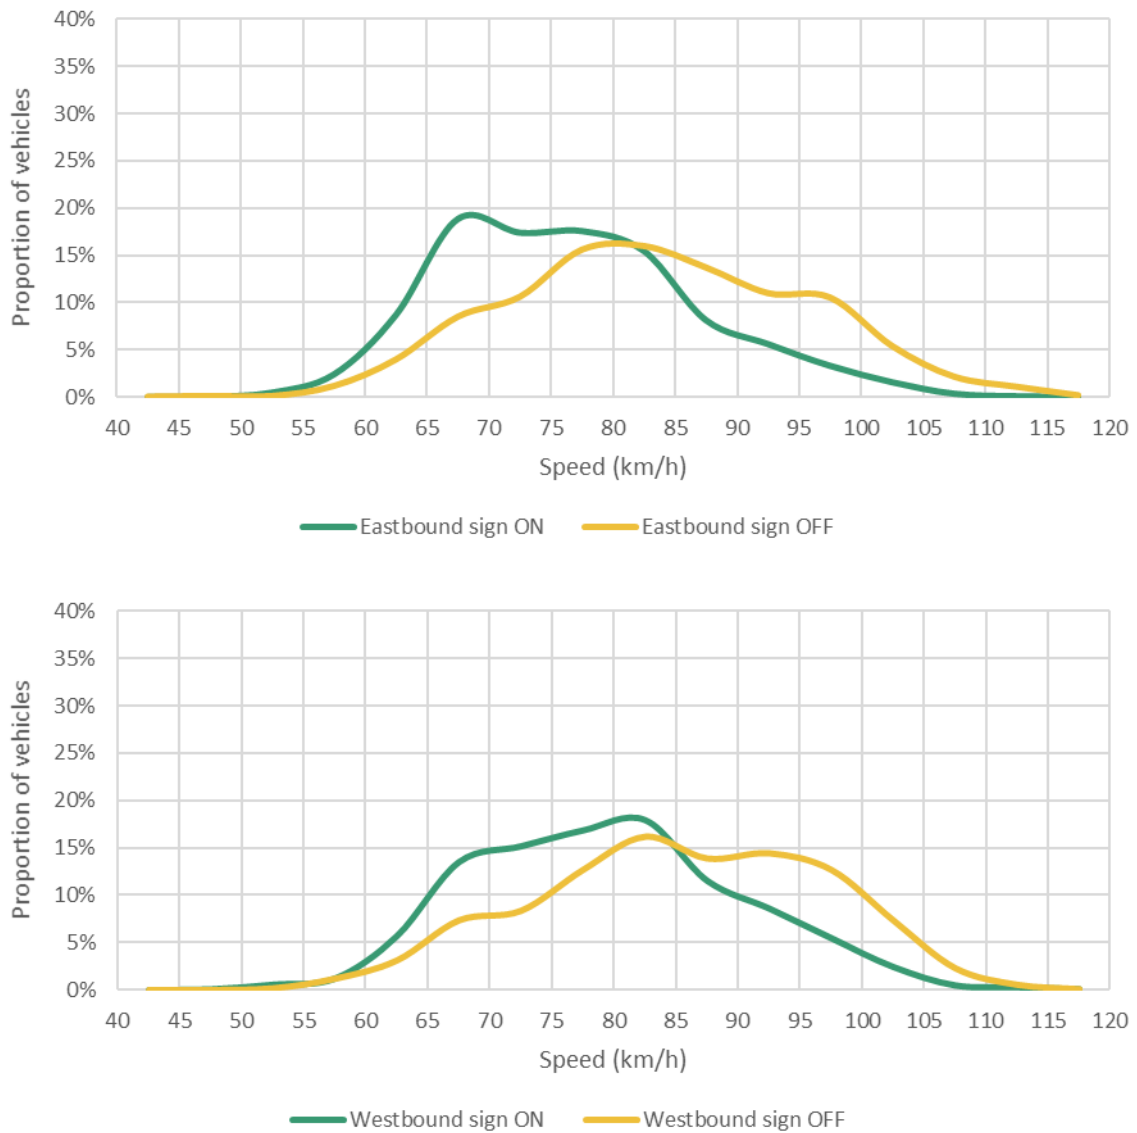 40%
35%
30%
25%
20%
15%
10%
5%
0%
Proportion of vehicles
40 45 50 55 60 65 70 75 80 85 90 95 100 105 110 115 120
Speed (km/h)
Eastbound sign ON Eastbound sign OFF
40%
35%
30%
25%
20%
15%
10%
5%
0%
Proportion of vehicles
40 45 50 55 60 65 70 75 80 85 90 95 100 105 110 115 120
Speed (km/h)
Westbound sign ON Westbound sign OFF